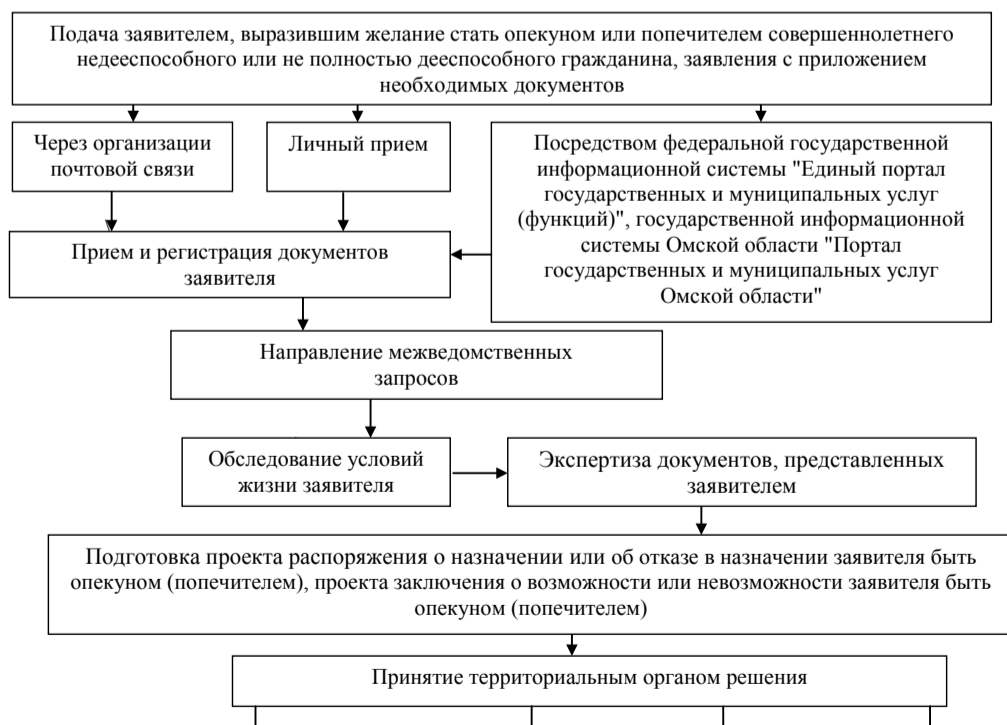 Подача заявителем, выразившим желание стать опекуном или попечителем совершеннолетнего
недееспособного или не полностью дееспособного гражданина, заявления с приложением
необходимых документов
Через организации
почтовой связи
Личный прием
Посредством федеральной государственной
информационной системы "Единый портал
государственных и муниципальных услуг
(функций)", государственной информационной
системы Омской области "Портал
государственных и муниципальных услуг
Омской области"
Прием и регистрация документов
заявителя
Направление межведомственных
запросов
Обследование условий
жизни заявителя
Экспертиза документов, представленных
заявителем
Подготовка проекта распоряжения о назначении или об отказе в назначении заявителя быть
опекуном (попечителем), проекта заключения о возможности или невозможности заявителя быть
опекуном (попечителем)
Принятие территориальным органом решения